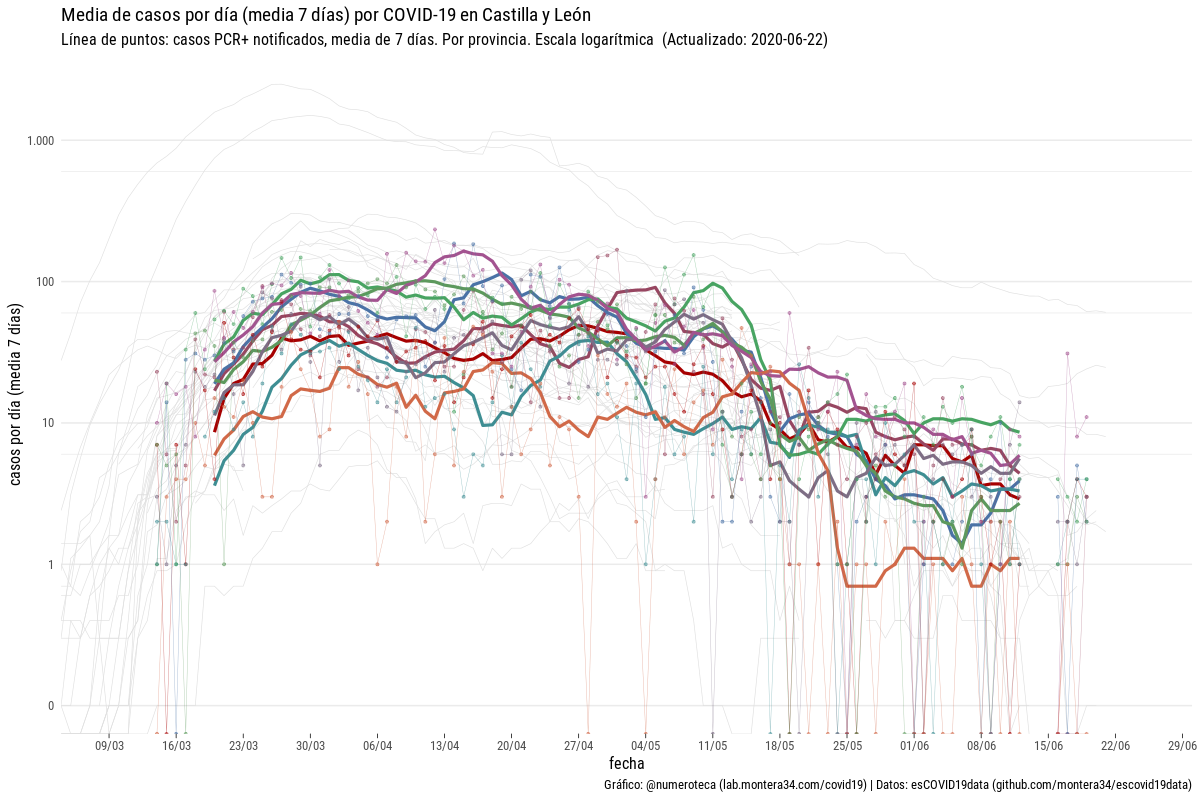 Media de casos por día (media 7 días) por COVID-19 en Castilla y León
Línea de puntos: casos PCR+ notificados, media de 7 días. Por provincia. Escala logarítmica (Actualizado: 2020-06-22)
casos por día (media 7 días)
1.000
100
10
1
0
09/03 16/03 23/03 30/03 06/04 13/04 20/04 27/04 04/05 11/05 18/05 25/05 01/06 08/06 15/06 22/06 29/06
fecha
Gráfico: @numeroteca (lab.montera34.com/covid19) | Datos: esCOVID19data (github.com/montera34/escovid19data)